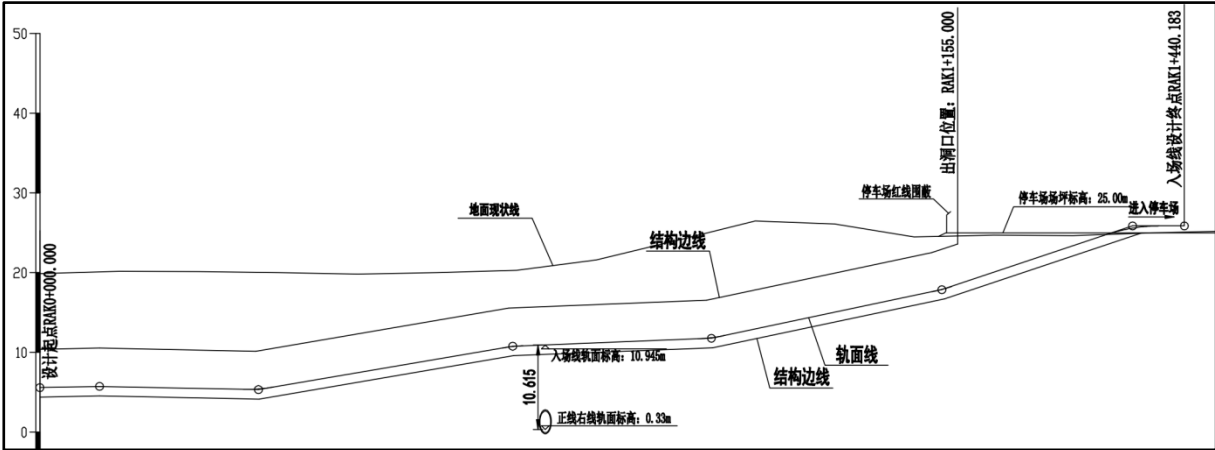 50
40
30
20
10
0
设计起点RAK0+000.000
地面现状线
结构边线
出洞口位置：RAK1+155.000
停车场红线围蔽
停车场场坪标高：25.00m
进入停车场
入场线设计终点RAK1+440.183
入场线轨面标高：10.945m
10.615
正线右线轨面标高：0.33m
结构边线
轨面线